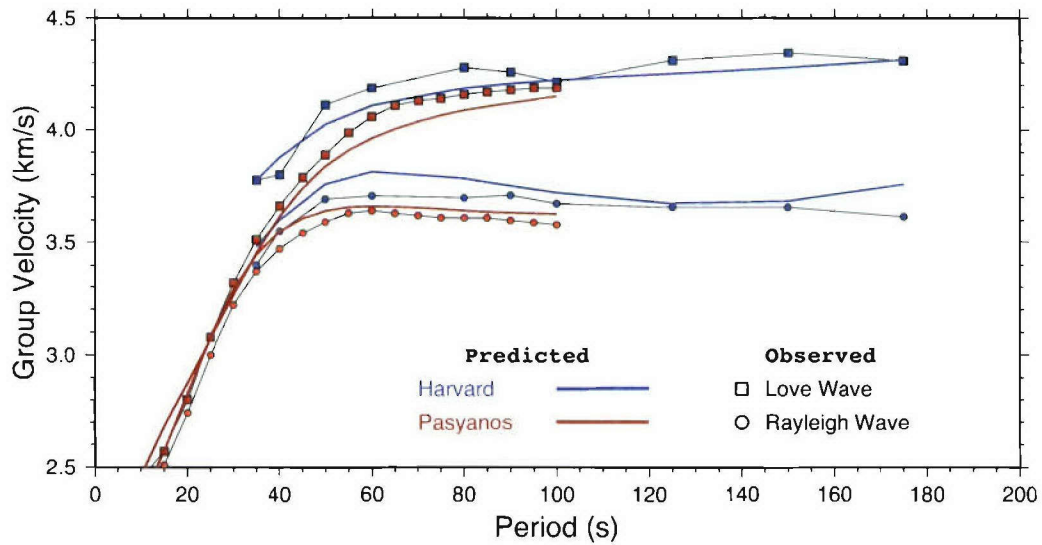 4.5
4.0
3.5
3.0
2.5
Group Velocity (km/s)
Predicted Observed
Harvard Love Wave
Pasyanos Rayleigh Wave
0 20 40 60 80 100 120 140 160 180 200
Period (s)